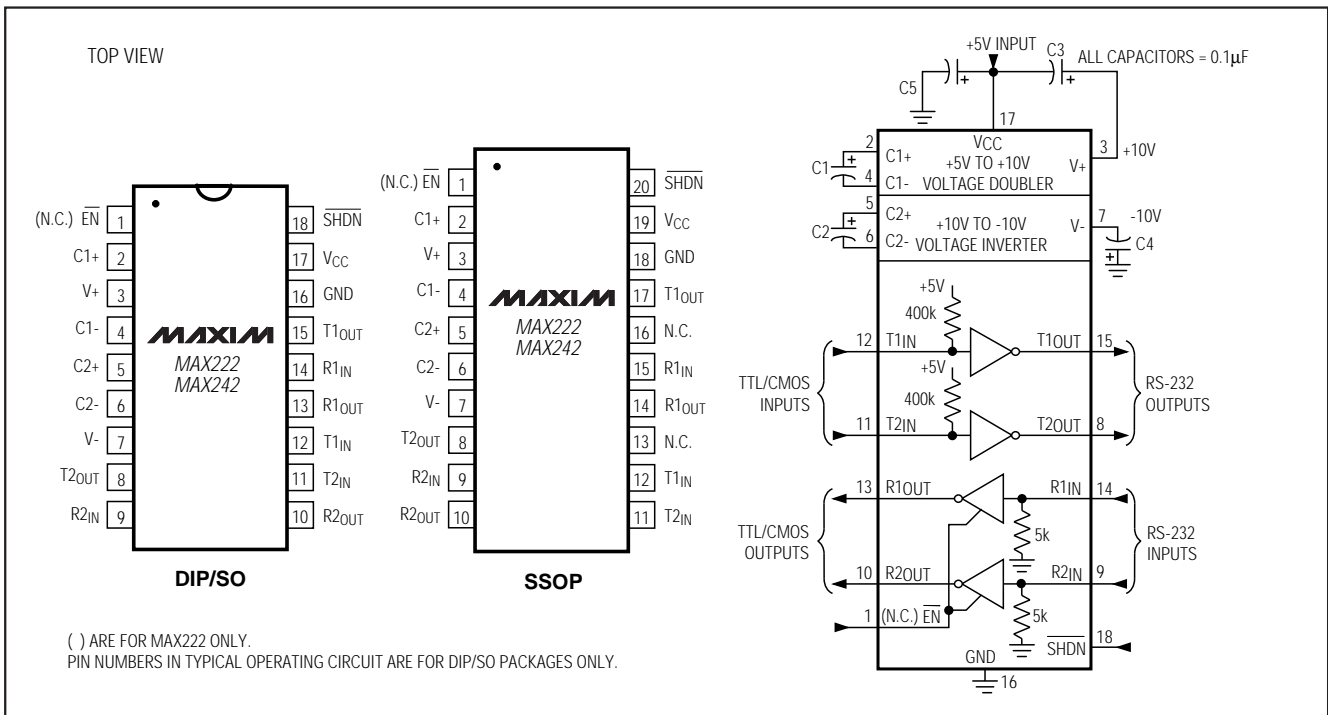 TOP VIEW
(N.C.) EN 1
C1+ 2
V+ 3
C1- 4
C2+ 5
C2- 6
V- 7
T2OUT 8
R2IN 9
18 SHDN
17 VCC
16 GND
15 T1OUT
14 R1IN
13 R1OUT
12 T1IN
11 T2IN
10 R2OUT
MAXIM
MAX222
MAX242
DIP/SO
(N.C.) EN 1
C1+ 2
V+ 3
C1- 4
C2+ 5
C2- 6
V- 7
T2OUT 8
R2IN 9
R2OUT 10
20 SHDN
19 VCC
18 GND
17 T1OUT
16 N.C.
15 R1IN
14 R1OUT
13 N.C.
12 T1IN
11 T2IN
MAXIM
MAX222
MAX242
SSOP
( ) ARE FOR MAX222 ONLY.
PIN NUMBERS IN TYPICAL OPERATING CIRCUIT ARE FOR DIP/SO PACKAGES ONLY.
+5V INPUT
C3
ALL CAPACITORS = 0.1µF
C5
17
VCC
2
C1+
+5V TO +10V
V+
3
+10V
C1
4
C1-
VOLTAGE DOUBLER
5
C2+
+10V TO -10V
V-
7
-10V
C2
6
C2-
VOLTAGE INVERTER
C4
+5V
400k
12
T1IN
T1OUT
15
+5V
TTL/CMOS
INPUTS
400k
RS-232
OUTPUTS
11
T2IN
T2OUT
8
13
R1OUT
R1IN
14
5k
TTL/CMOS
OUTPUTS
RS-232
INPUTS
10
R2OUT
R2IN
9
5k
1
(N.C.) EN
18
SHDN
GND
16